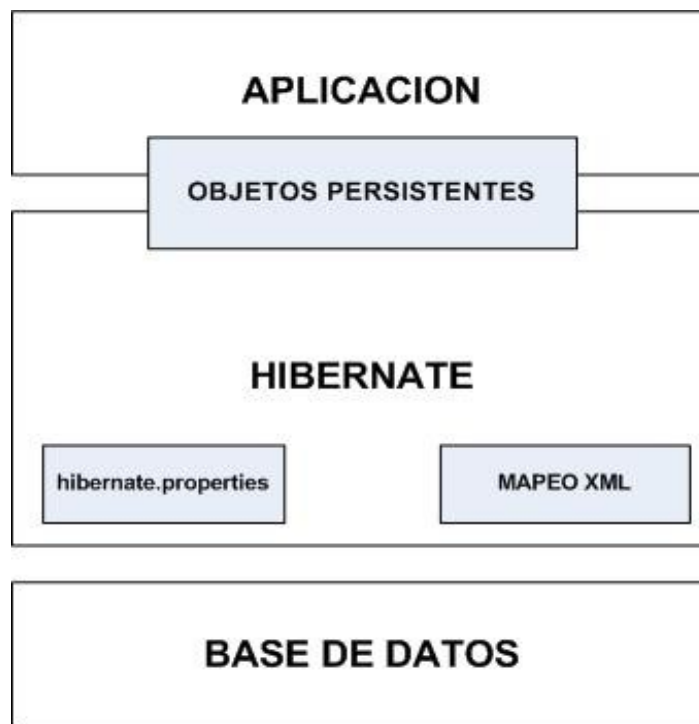 APLICACION
OBJETOS PERSISTENTES
HIBERNATE
hibernate.properties
MAPEO XML
BASE DE DATOS